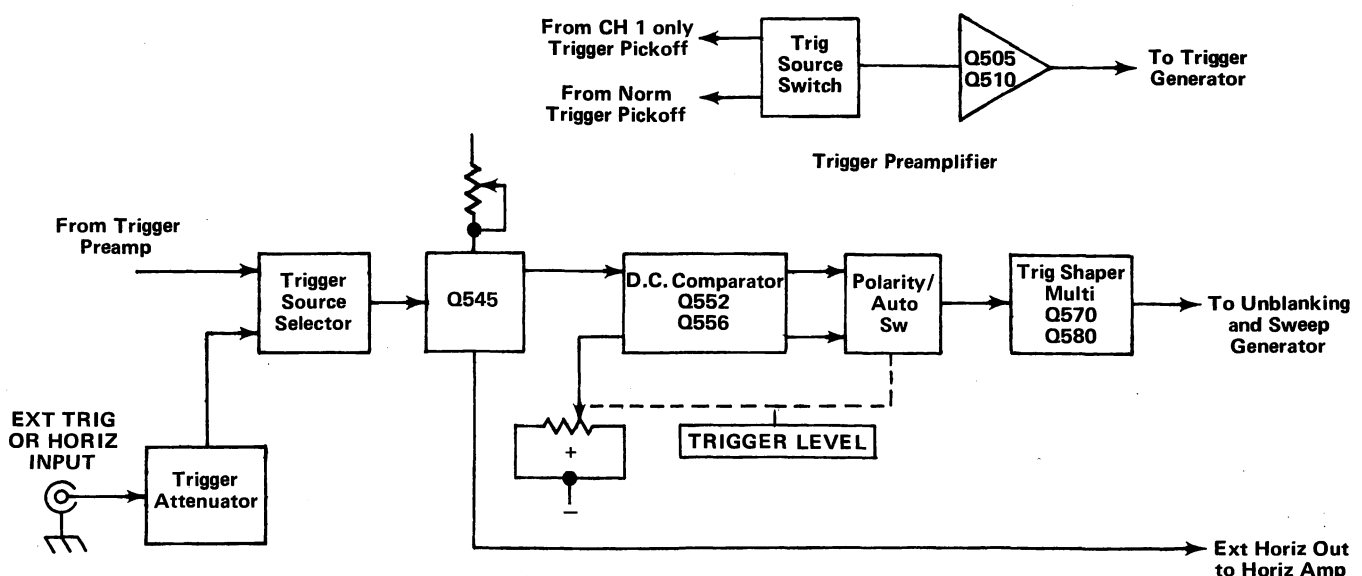 From CH 1 only
Trigger Pickoff
From Norm
Trigger Pickoff
Trig
Source
Switch
Q505
Q510
To Trigger
Generator
Trigger Preamplifier
From Trigger
Preamp
Trigger
Source
Selector
Q545
D.C. Comparator
Q552
Q556
Polarity/
Auto
Sw
Trig Shaper
Multi
Q570
Q580
To Unblanking
and Sweep
Generator
EXT TRIG
OR HORIZ
INPUT
Trigger
Attenuator
+
−
TRIGGER LEVEL
Ext Horiz Out
to Horiz Amp